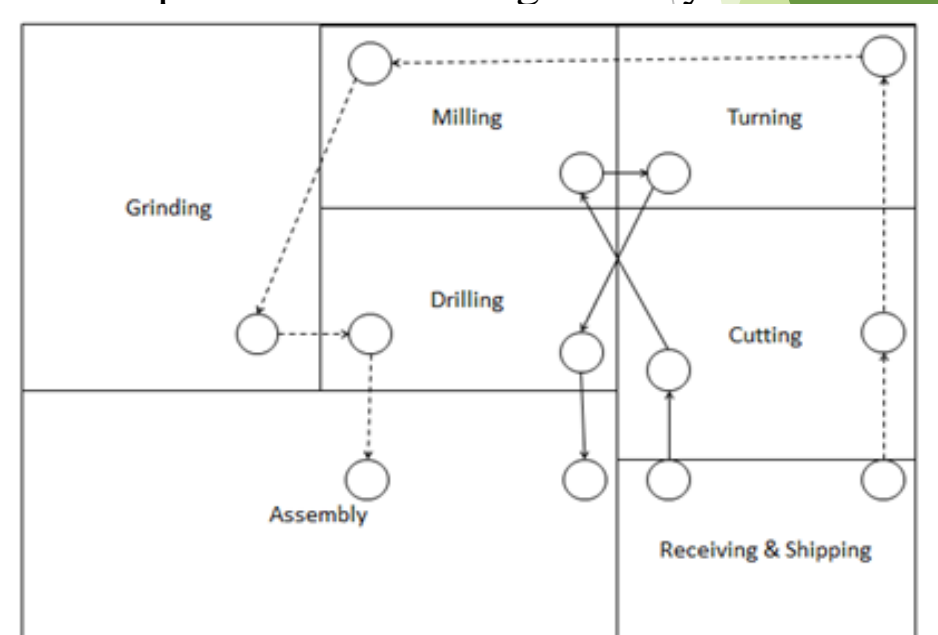 Milling
Turning
Grinding
Drilling
Cutting
Assembly
Receiving & Shipping